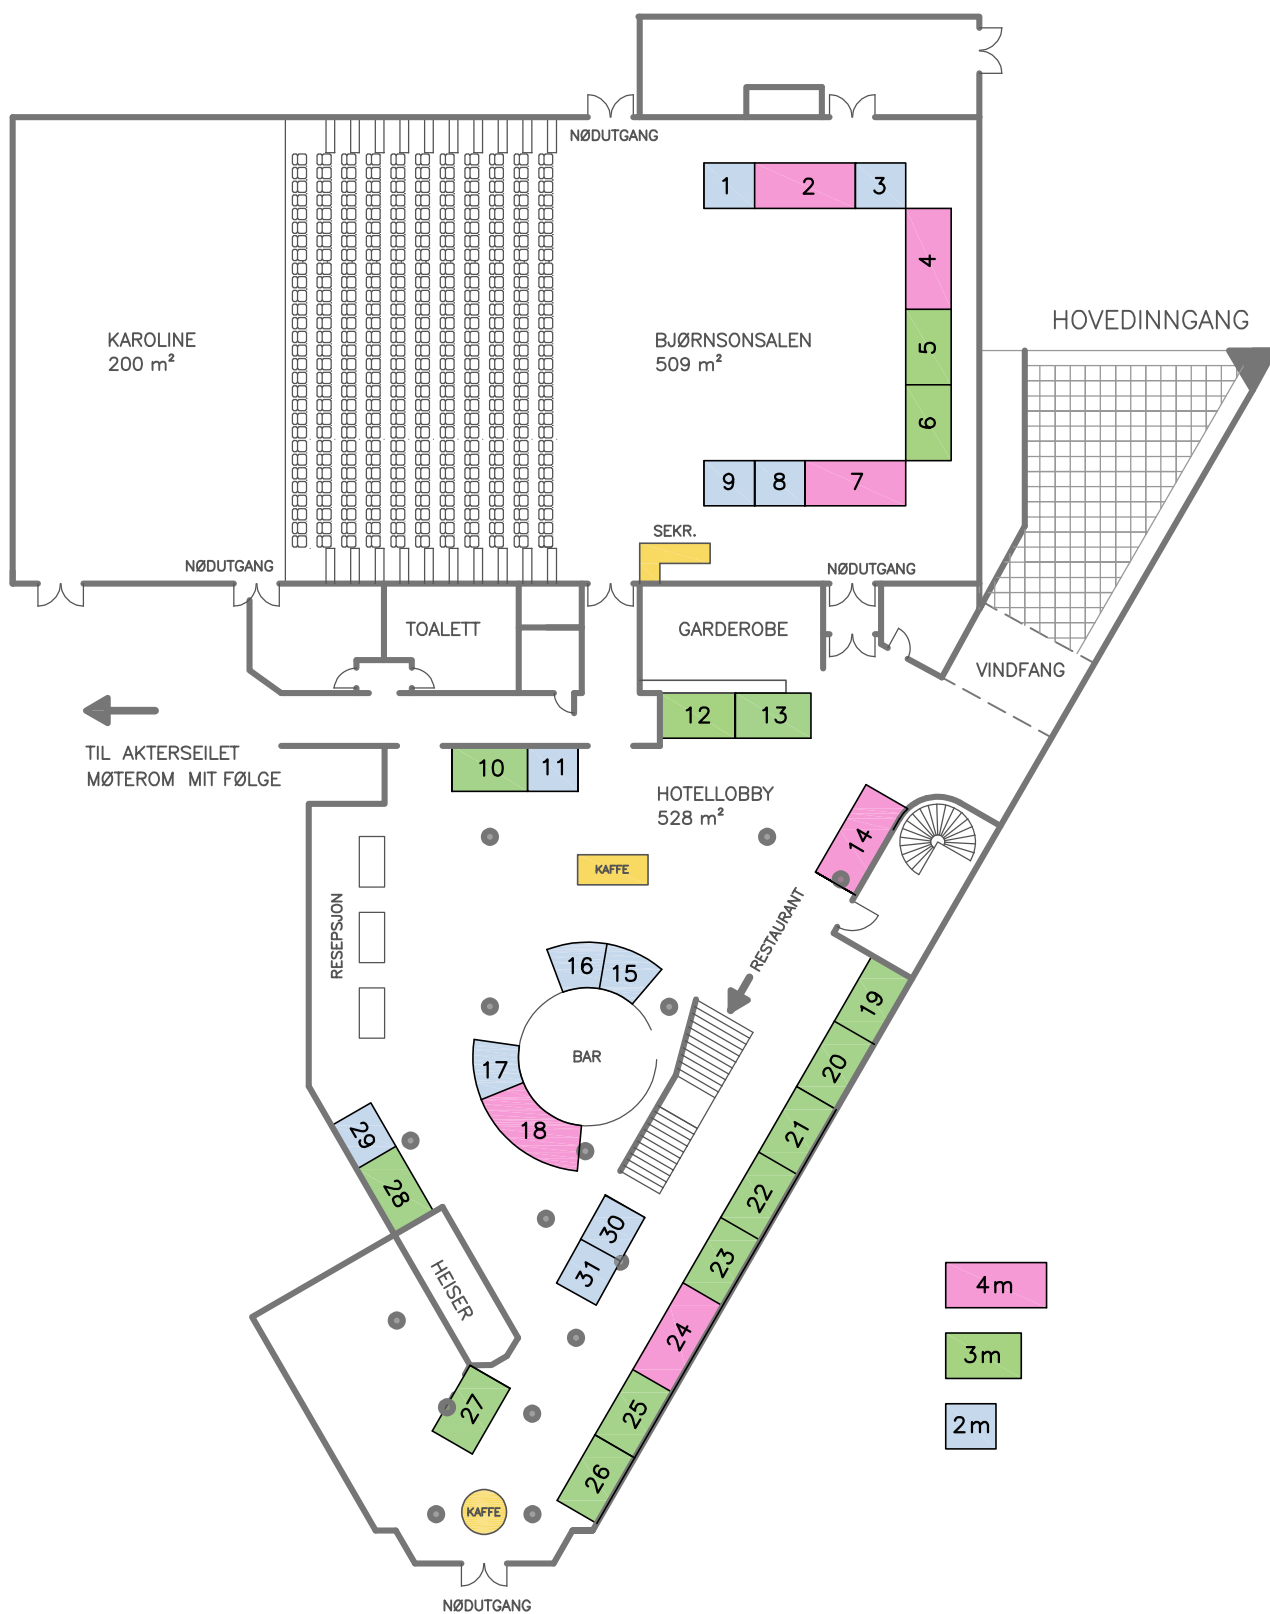 NØDUTGANG
1
2
3
4
HOVEDINNGANG
KAROLINE
200 m²
BJØRNSONSALEN
509 m²
5
6
9
8
7
SEKR.
NØDUTGANG
NØDUTGANG
TOALETT
GARDEROBE
VINDFANG
12
13
TIL AKTERSEILET
MØTEROM MIT FØLGE
10
11
HOTELLOBBY
528 m²
14
KAFFE
RESEPSJON
RESTAURANT
16
15
19
BAR
17
20
18
21
29
28
22
30
31
23
HEISER
4m
24
3m
27
25
2m
26
KAFFE
NØDUTGANG